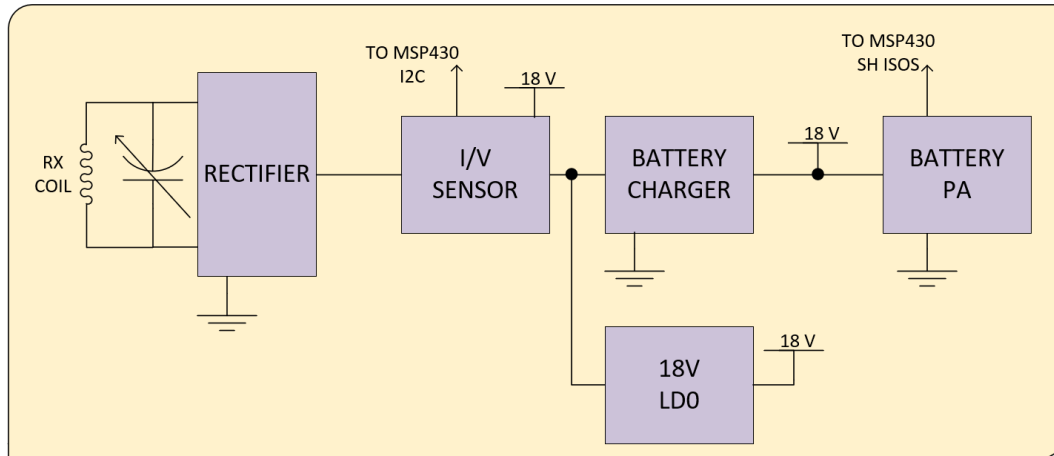 TO MSP430
I2C
18 V
TO MSP430
SH ISOS
18 V
RX
COIL
RECTIFIER
I/V
SENSOR
BATTERY
CHARGER
BATTERY
PA
18V
LD0
18 V